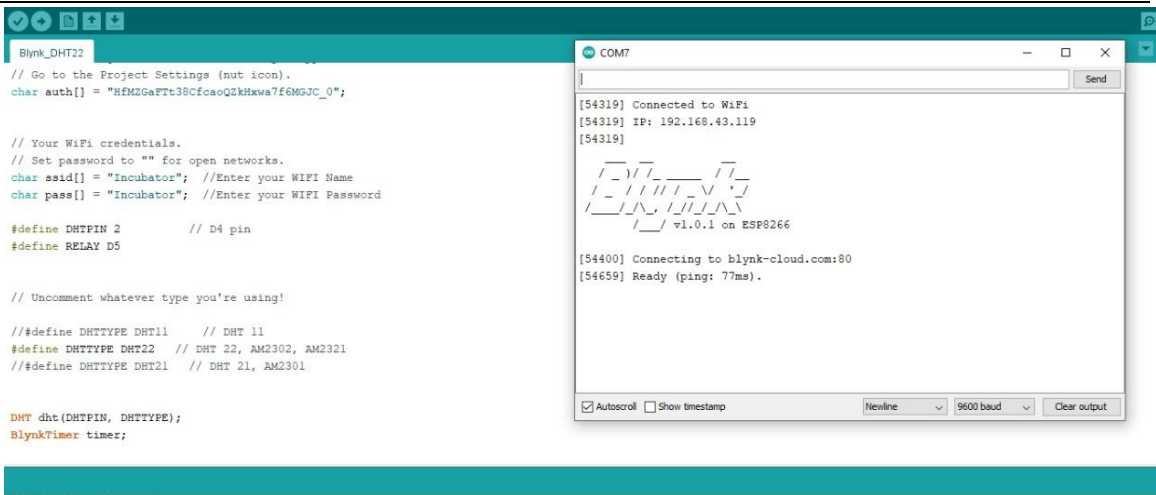 Blynk_DHT22
// Go to the Project Settings (nut icon).
char auth[] = "HfMZGaFTt38CfcaoQZkHxwa7f6MGJC_0";
// Your WiFi credentials.
// Set password to "" for open networks.
char ssid[] = "Incubator";  //Enter your WIFI Name
char pass[] = "Incubator";  //Enter your WIFI Password
#define DHTPIN 2          // D4 pin
#define RELAY D5
// Uncomment whatever type you're using!
//#define DHTTYPE DHT11     // DHT 11
#define DHTTYPE DHT22   // DHT 22, AM2302, AM2321
//#define DHTTYPE DHT21   // DHT 21, AM2301
DHT dht(DHTPIN, DHTTYPE);
BlynkTimer timer;
COM7
Send
[54319] Connected to WiFi
[54319] IP: 192.168.43.119
[54319]
Blynk
v1.0.1 on ESP8266
[54400] Connecting to blynk-cloud.com:80
[54659] Ready (ping: 77ms).
Autoscroll Show timestamp Newline 9600 baud Clear output